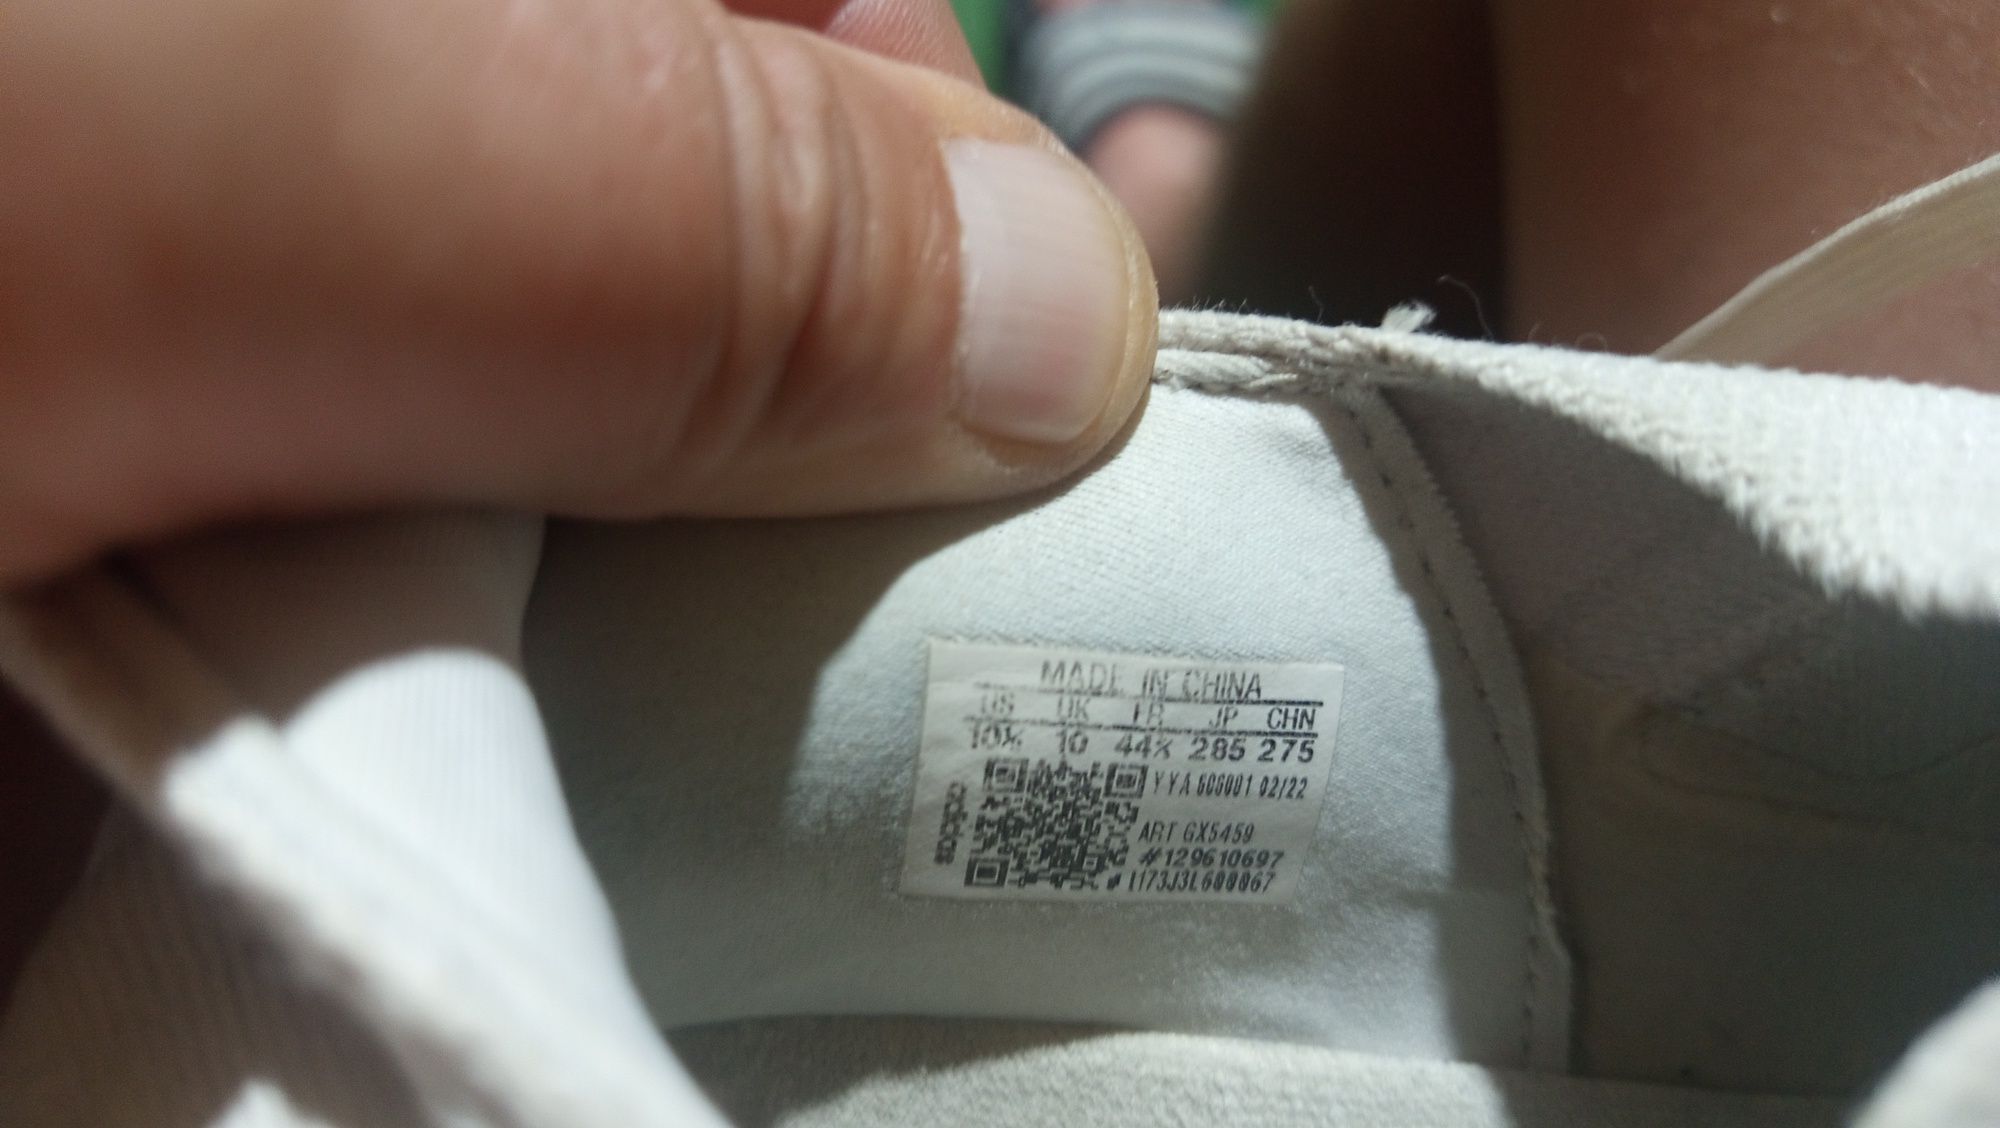 MADE IN CHINA
US UK FR JP CHN
10½ 10 44⅔ 285 275
YYA 606001 02/22
adidas
ART GX5459
#129610697
# I173J3L600067